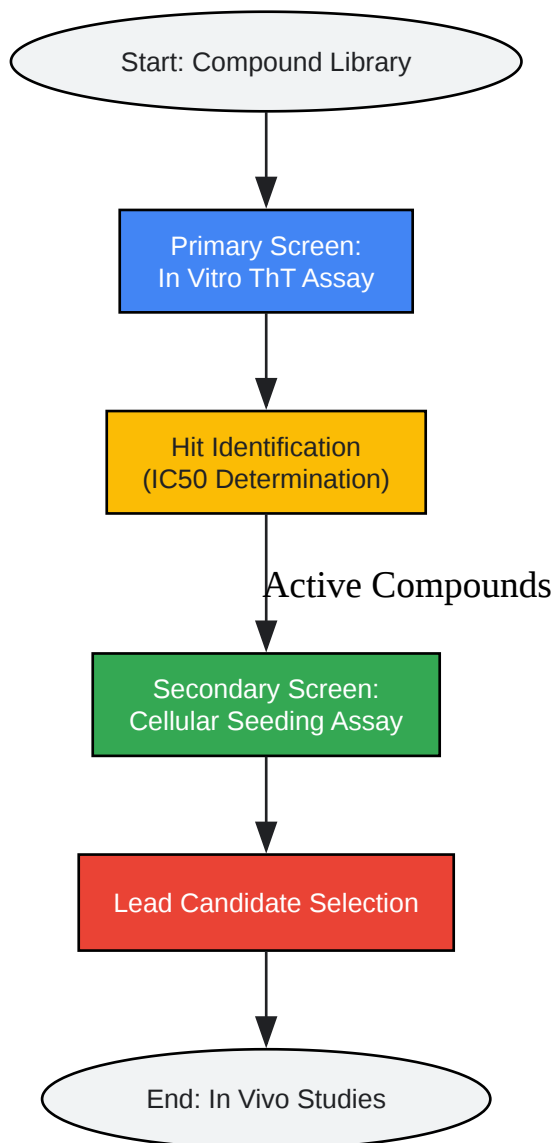 Start: Compound Library
Primary Screen:
In Vitro ThT Assay
Hit Identification
(IC50 Determination)
Active Compounds
Secondary Screen:
Cellular Seeding Assay
Lead Candidate Selection
End: In Vivo Studies